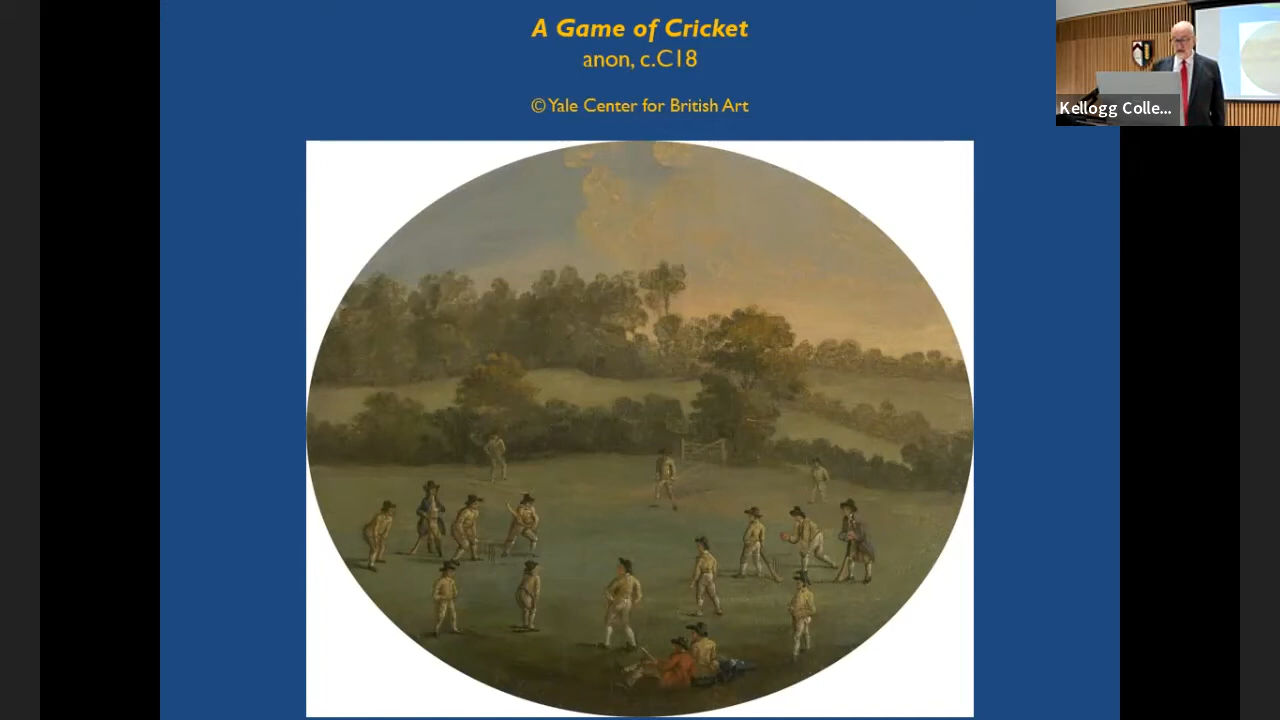 A Game of Cricket
anon, c.C18
©Yale Center for British Art
Kellogg Colle...